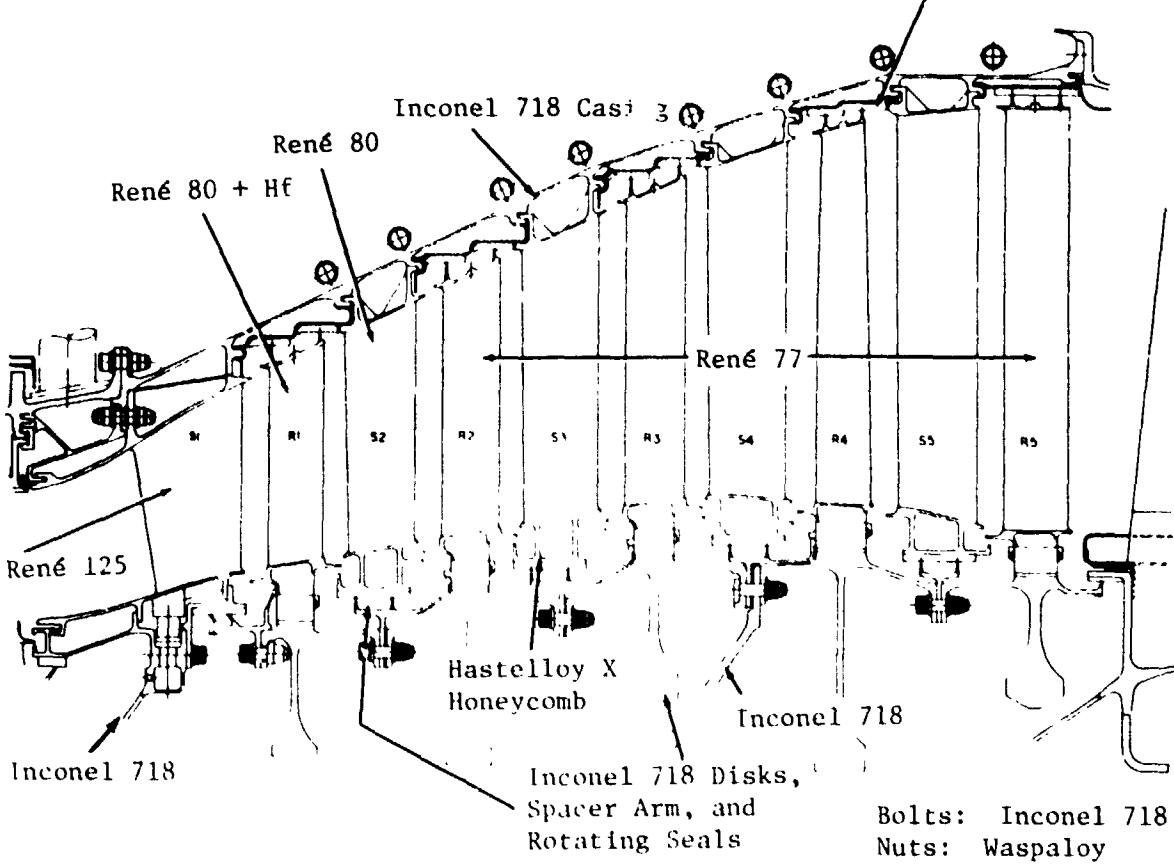 Inconel 718 Casi g
René 80
René 80 + Hf
René 77
S1 R1 S2 R2 S3 R3 S4 R4 S5 R5
René 125
Hastelloy X
Honeycomb
Inconel 718
Inconel 718
Inconel 718 Disks,
Spacer Arm, and
Rotating Seals
Bolts: Inconel 718
Nuts: Waspaloy